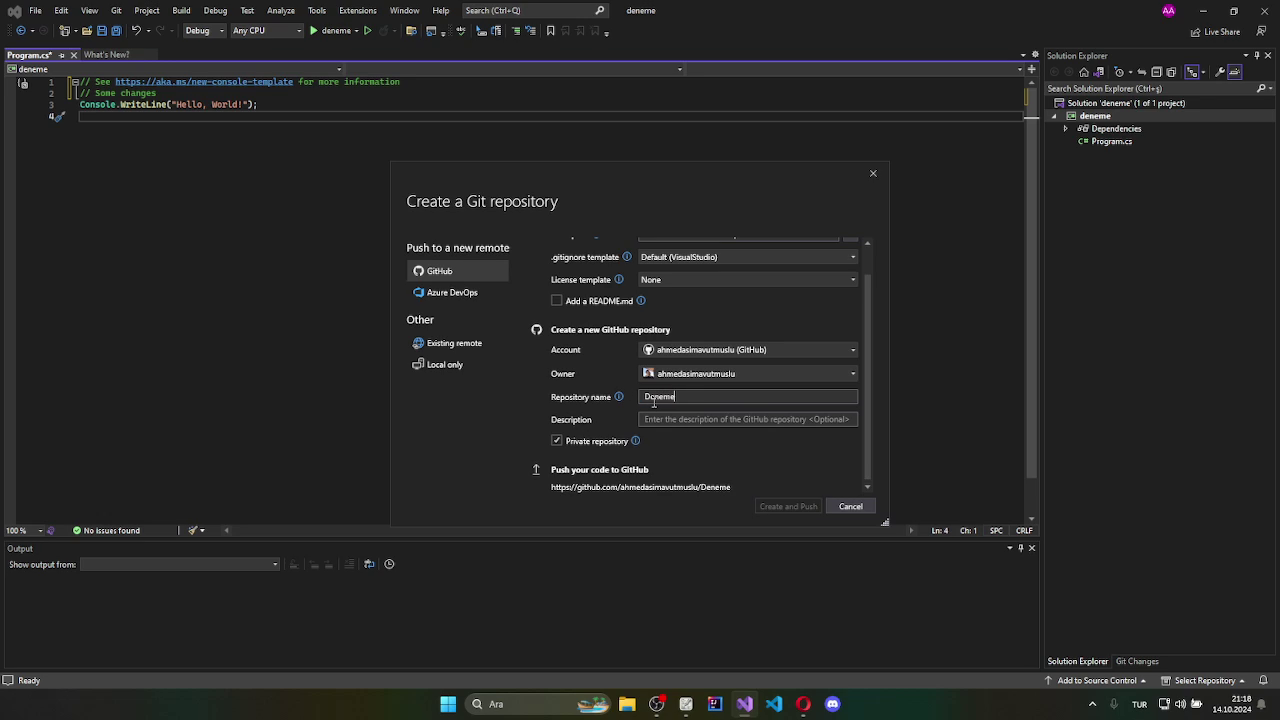 File Edit View Git Project Build Debug Test Analyze Tools Extensions Window Help Search (Ctrl+Q) deneme AA
Debug Any CPU deneme Live Share
Program.cs* What's New?
deneme
1 // See https://aka.ms/new-console-template for more information
2 // Some changes
3 Console.WriteLine("Hello, World!");
4
Solution Explorer
Search Solution Explorer (Ctrl+ş)
Solution 'deneme' (1 of 1 project)
deneme
Dependencies
Program.cs
Create a Git repository
Push to a new remote
GitHub
Azure DevOps
Other
Existing remote
Local only
.gitignore template Default (VisualStudio)
License template None
Add a README.md
Create a new GitHub repository
Account ahmedasimavutmuslu (GitHub)
Owner ahmedasimavutmuslu
Repository name Deneme
Description Enter the description of the GitHub repository <Optional>
Private repository
Push your code to GitHub
https://github.com/ahmedasimavutmuslu/Deneme
Create and Push Cancel
100 % No issues found Ln: 4 Ch: 1 SPC CRLF
Output
Show output from:
Solution Explorer Git Changes
Ready Add to Source Control Select Repository
Ara TUR 21:18
14.10.2024